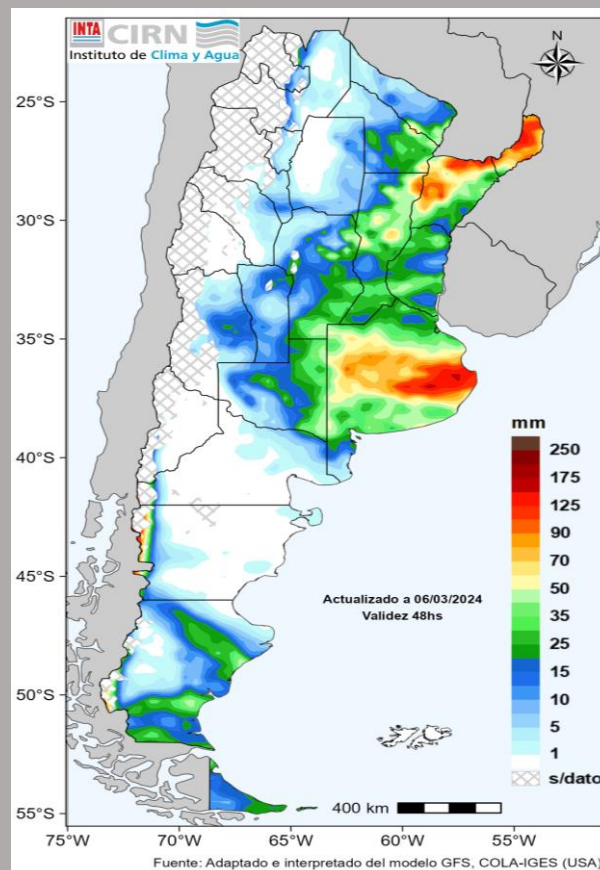 INTA CIRN
Instituto de Clima y Agua
N
25°S
30°S
35°S
40°S
45°S
50°S
55°S
mm
250
175
125
90
70
50
35
25
15
10
5
1
s/dato
Actualizado a 06/03/2024
Validez 48hs
400 km
75°W
70°W
65°W
60°W
55°W
Fuente: Adaptado e interpretado del modelo GFS, COLA-IGES (USA)